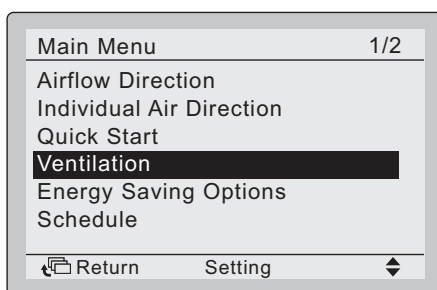 Main Menu 1/2
Airflow Direction
Individual Air Direction
Quick Start
Ventilation
Energy Saving Options
Schedule
Return Setting